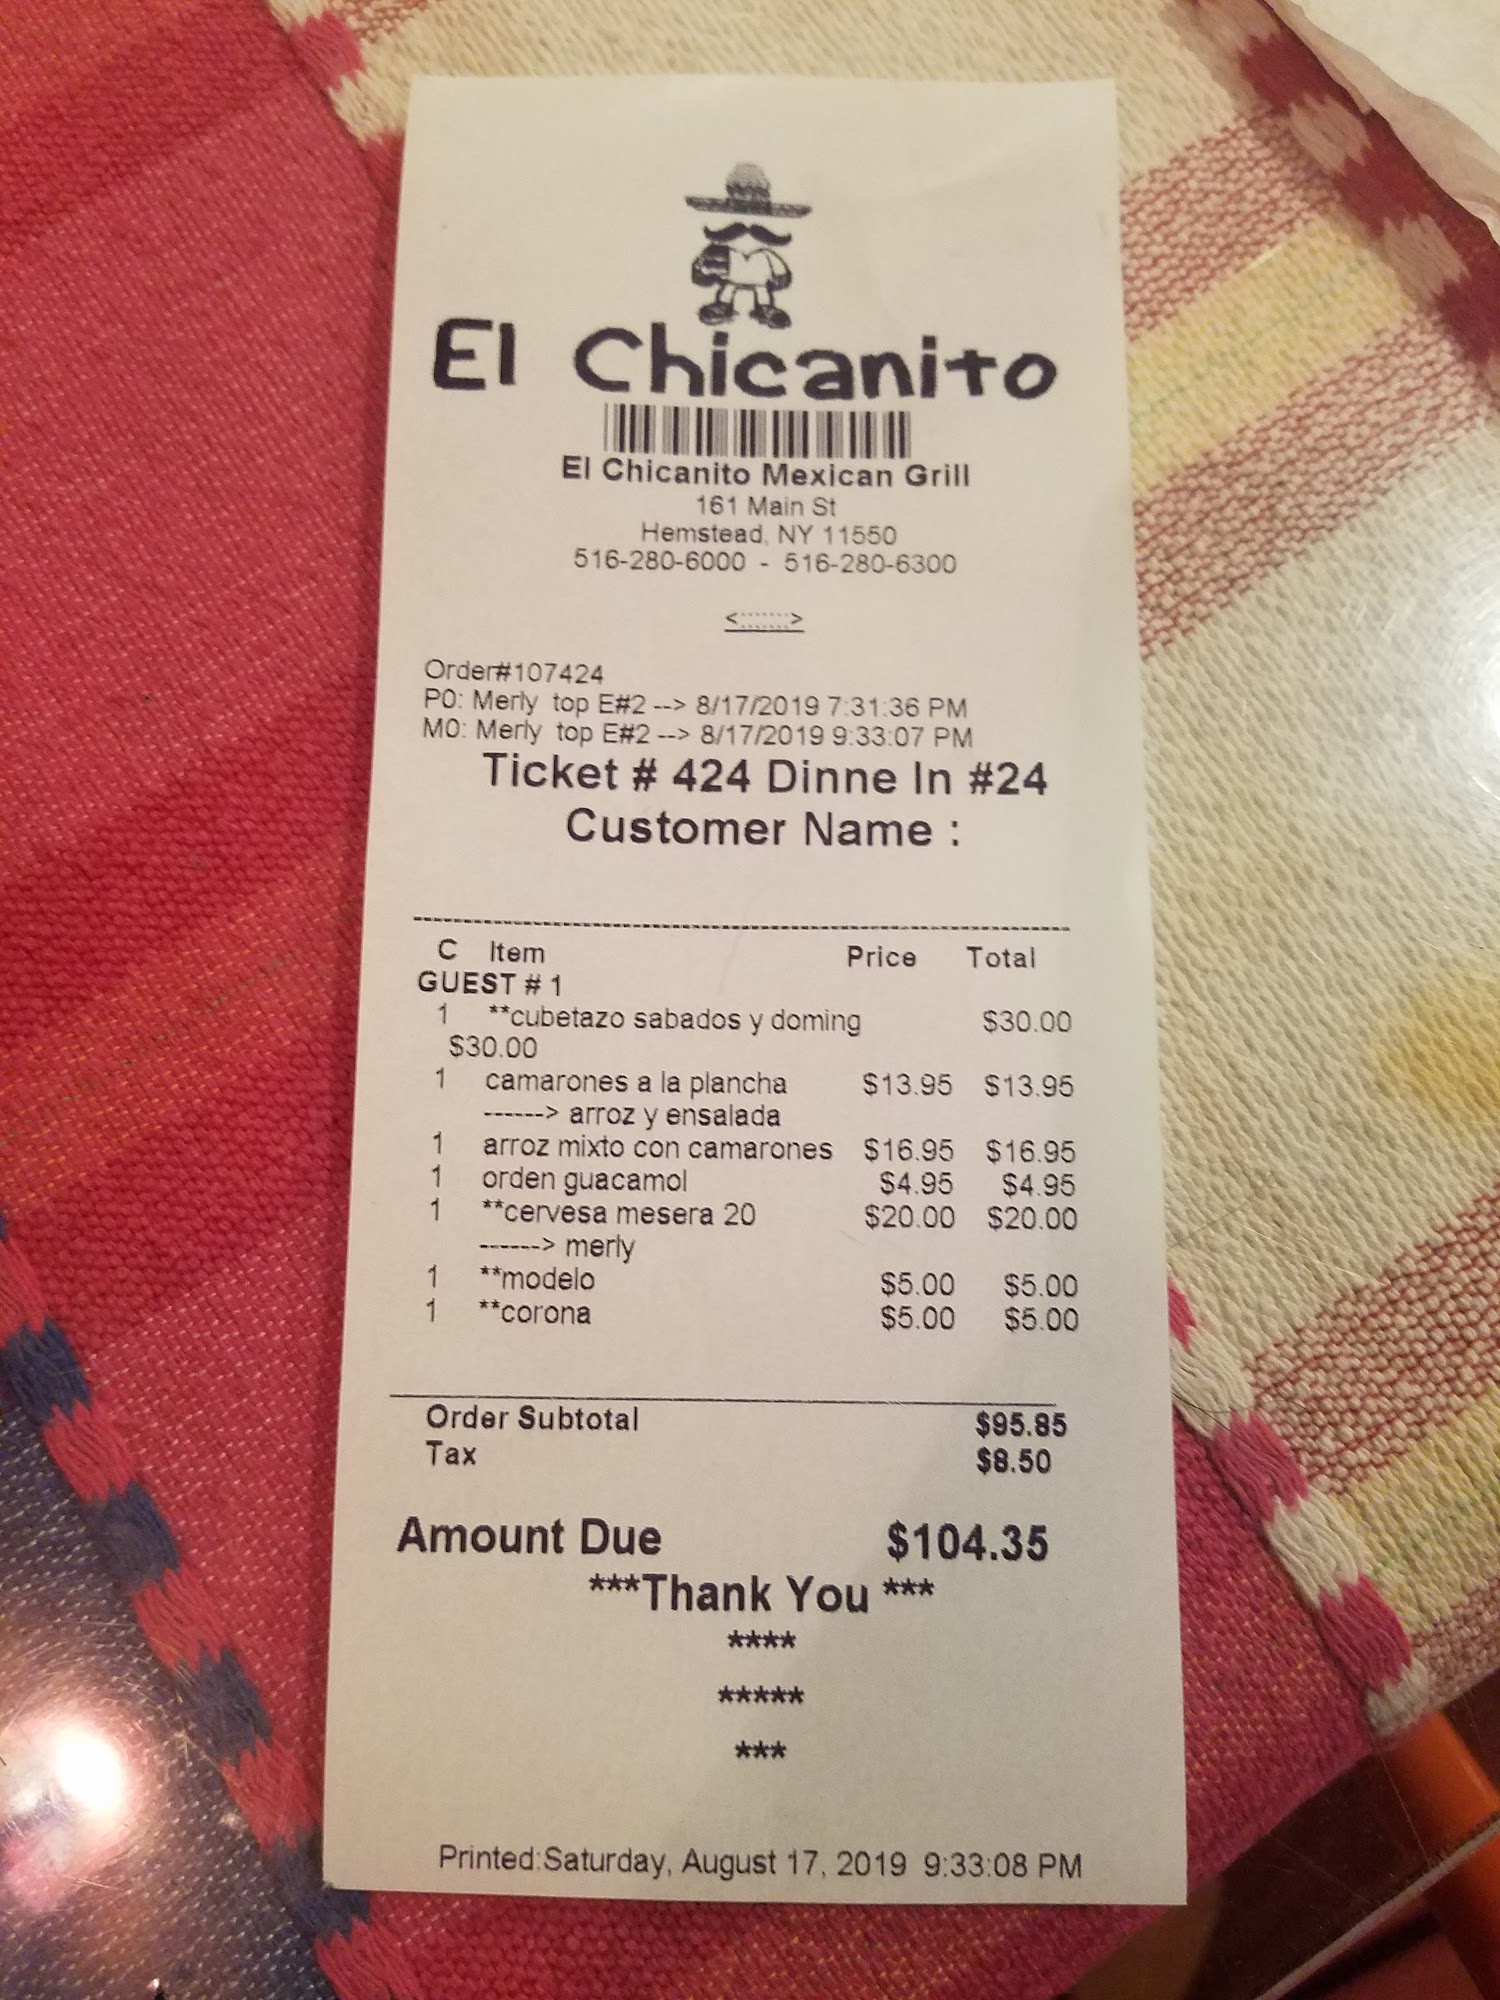 El Chicanito
El Chicanito Mexican Grill
161 Main St
Hemstead, NY 11550
516-280-6000 - 516-280-6300
<.......>
Order#107424
P0: Merly top E#2 --> 8/17/2019 7:31:36 PM
M0: Merly top E#2 --> 8/17/2019 9:33:07 PM
Ticket # 424 Dinne In #24
Customer Name :
C Item Price Total
GUEST # 1
1 **cubetazo sabados y doming $30.00
$30.00
1 camarones a la plancha $13.95 $13.95
------> arroz y ensalada
1 arroz mixto con camarones $16.95 $16.95
1 orden guacamol $4.95 $4.95
1 **cervesa mesera 20 $20.00 $20.00
------> merly
1 **modelo $5.00 $5.00
1 **corona $5.00 $5.00
Order Subtotal $95.85
Tax $8.50
Amount Due $104.35
***Thank You ***
****
*****
***
Printed:Saturday, August 17, 2019 9:33:08 PM